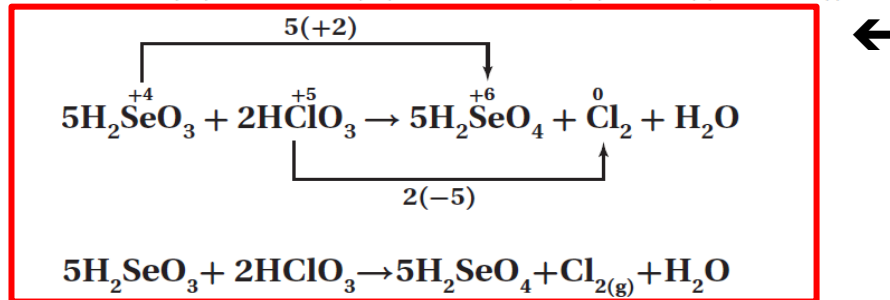 5(+2)
+4 +5 +6 0
5H₂SeO₃ + 2HClO₃ → 5H₂SeO₄ + Cl₂ + H₂O
2(−5)
5H₂SeO₃+ 2HClO₃→5H₂SeO₄+Cl₂₍g₎+H₂O